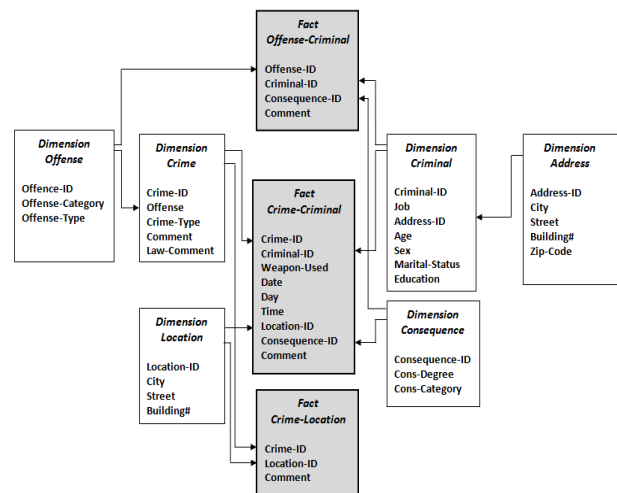 Fact
Offense-Criminal
Offense-ID
Criminal-ID
Consequence-ID
Comment
Dimension
Offense
Offence-ID
Offense-Category
Offense-Type
Dimension
Crime
Crime-ID
Offense
Crime-Type
Comment
Law-Comment
Fact
Crime-Criminal
Crime-ID
Criminal-ID
Weapon-Used
Date
Day
Time
Location-ID
Consequence-ID
Comment
Dimension
Criminal
Criminal-ID
Job
Address-ID
Age
Sex
Marital-Status
Education
Dimension
Address
Address-ID
City
Street
Building#
Zip-Code
Dimension
Location
Location-ID
City
Street
Building#
Dimension
Consequence
Consequence-ID
Cons-Degree
Cons-Category
Fact
Crime-Location
Crime-ID
Location-ID
Comment